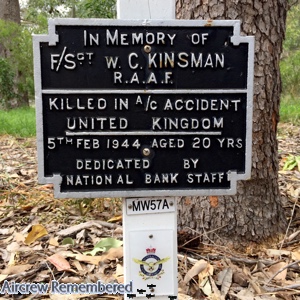 IN MEMORY OF
F/SGT W. C. KINSMAN
R.A.A.F.
KILLED IN A/C ACCIDENT
UNITED KINGDOM
5TH FEB 1944 AGED 20 YRS
DEDICATED BY
NATIONAL BANK STAFF
MW57A
Aircrew Remembered